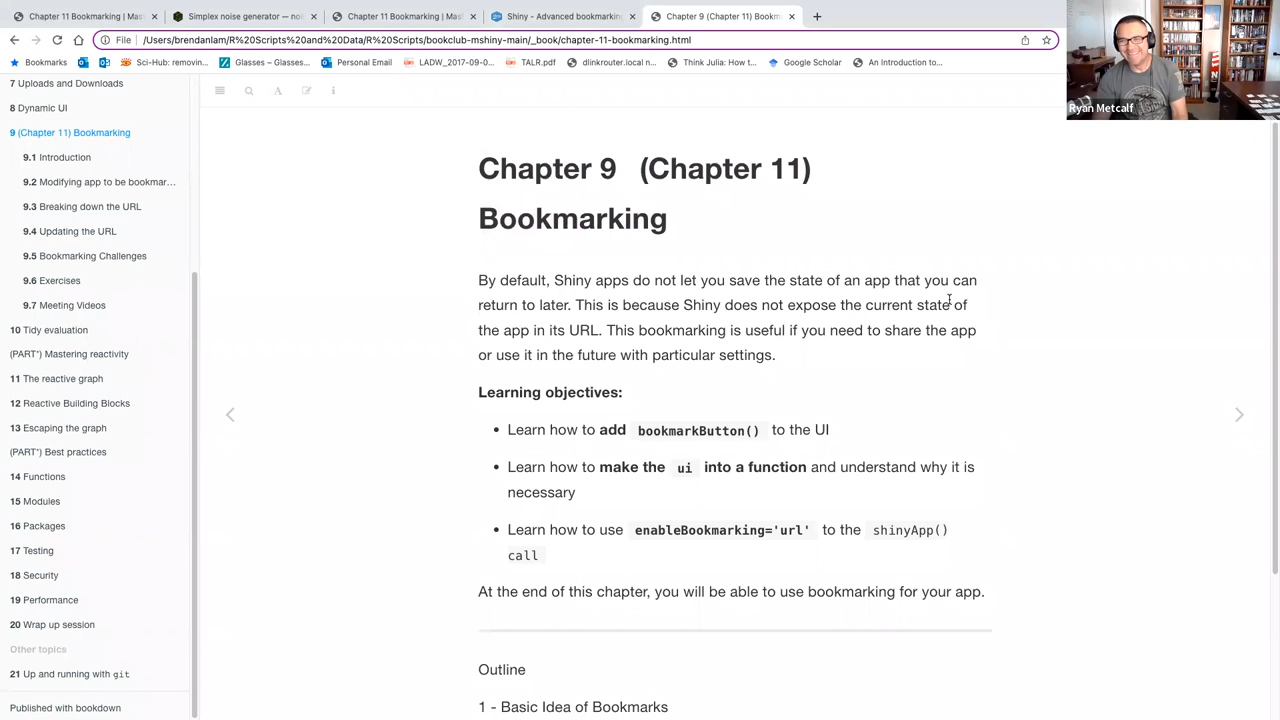 Chapter 11 Bookmarking | Mas
Simplex noise generator — noi
Chapter 11 Bookmarking | Mast
Shiny - Advanced bookmarking
Chapter 9 (Chapter 11) Bookm
File
/Users/brendanlam/R%20Scripts%20and%20Data/R%20Scripts/bookclub-mshiny-main/_book/chapter-11-bookmarking.html
Bookmarks
Sci-Hub: removin...
Glasses – Glasses...
Personal Email
LADW_2017-09-0...
TALR.pdf
dlinkrouter.local n...
Think Julia: How t...
Google Scholar
An Introduction to...
Ryan Metcalf
7 Uploads and Downloads
8 Dynamic UI
9 (Chapter 11) Bookmarking
9.1 Introduction
9.2 Modifying app to be bookmar...
9.3 Breaking down the URL
9.4 Updating the URL
9.5 Bookmarking Challenges
9.6 Exercises
9.7 Meeting Videos
10 Tidy evaluation
(PART*) Mastering reactivity
11 The reactive graph
12 Reactive Building Blocks
13 Escaping the graph
(PART*) Best practices
14 Functions
15 Modules
16 Packages
17 Testing
18 Security
19 Performance
20 Wrap up session
Other topics
21 Up and running with git
Published with bookdown
Chapter 9 (Chapter 11)
Bookmarking
By default, Shiny apps do not let you save the state of an app that you can
return to later. This is because Shiny does not expose the current state of
the app in its URL. This bookmarking is useful if you need to share the app
or use it in the future with particular settings.
Learning objectives:
• Learn how to add bookmarkButton() to the UI
• Learn how to make the ui into a function and understand why it is
necessary
• Learn how to use enableBookmarking='url' to the shinyApp()
call
At the end of this chapter, you will be able to use bookmarking for your app.
Outline
1 - Basic Idea of Bookmarks